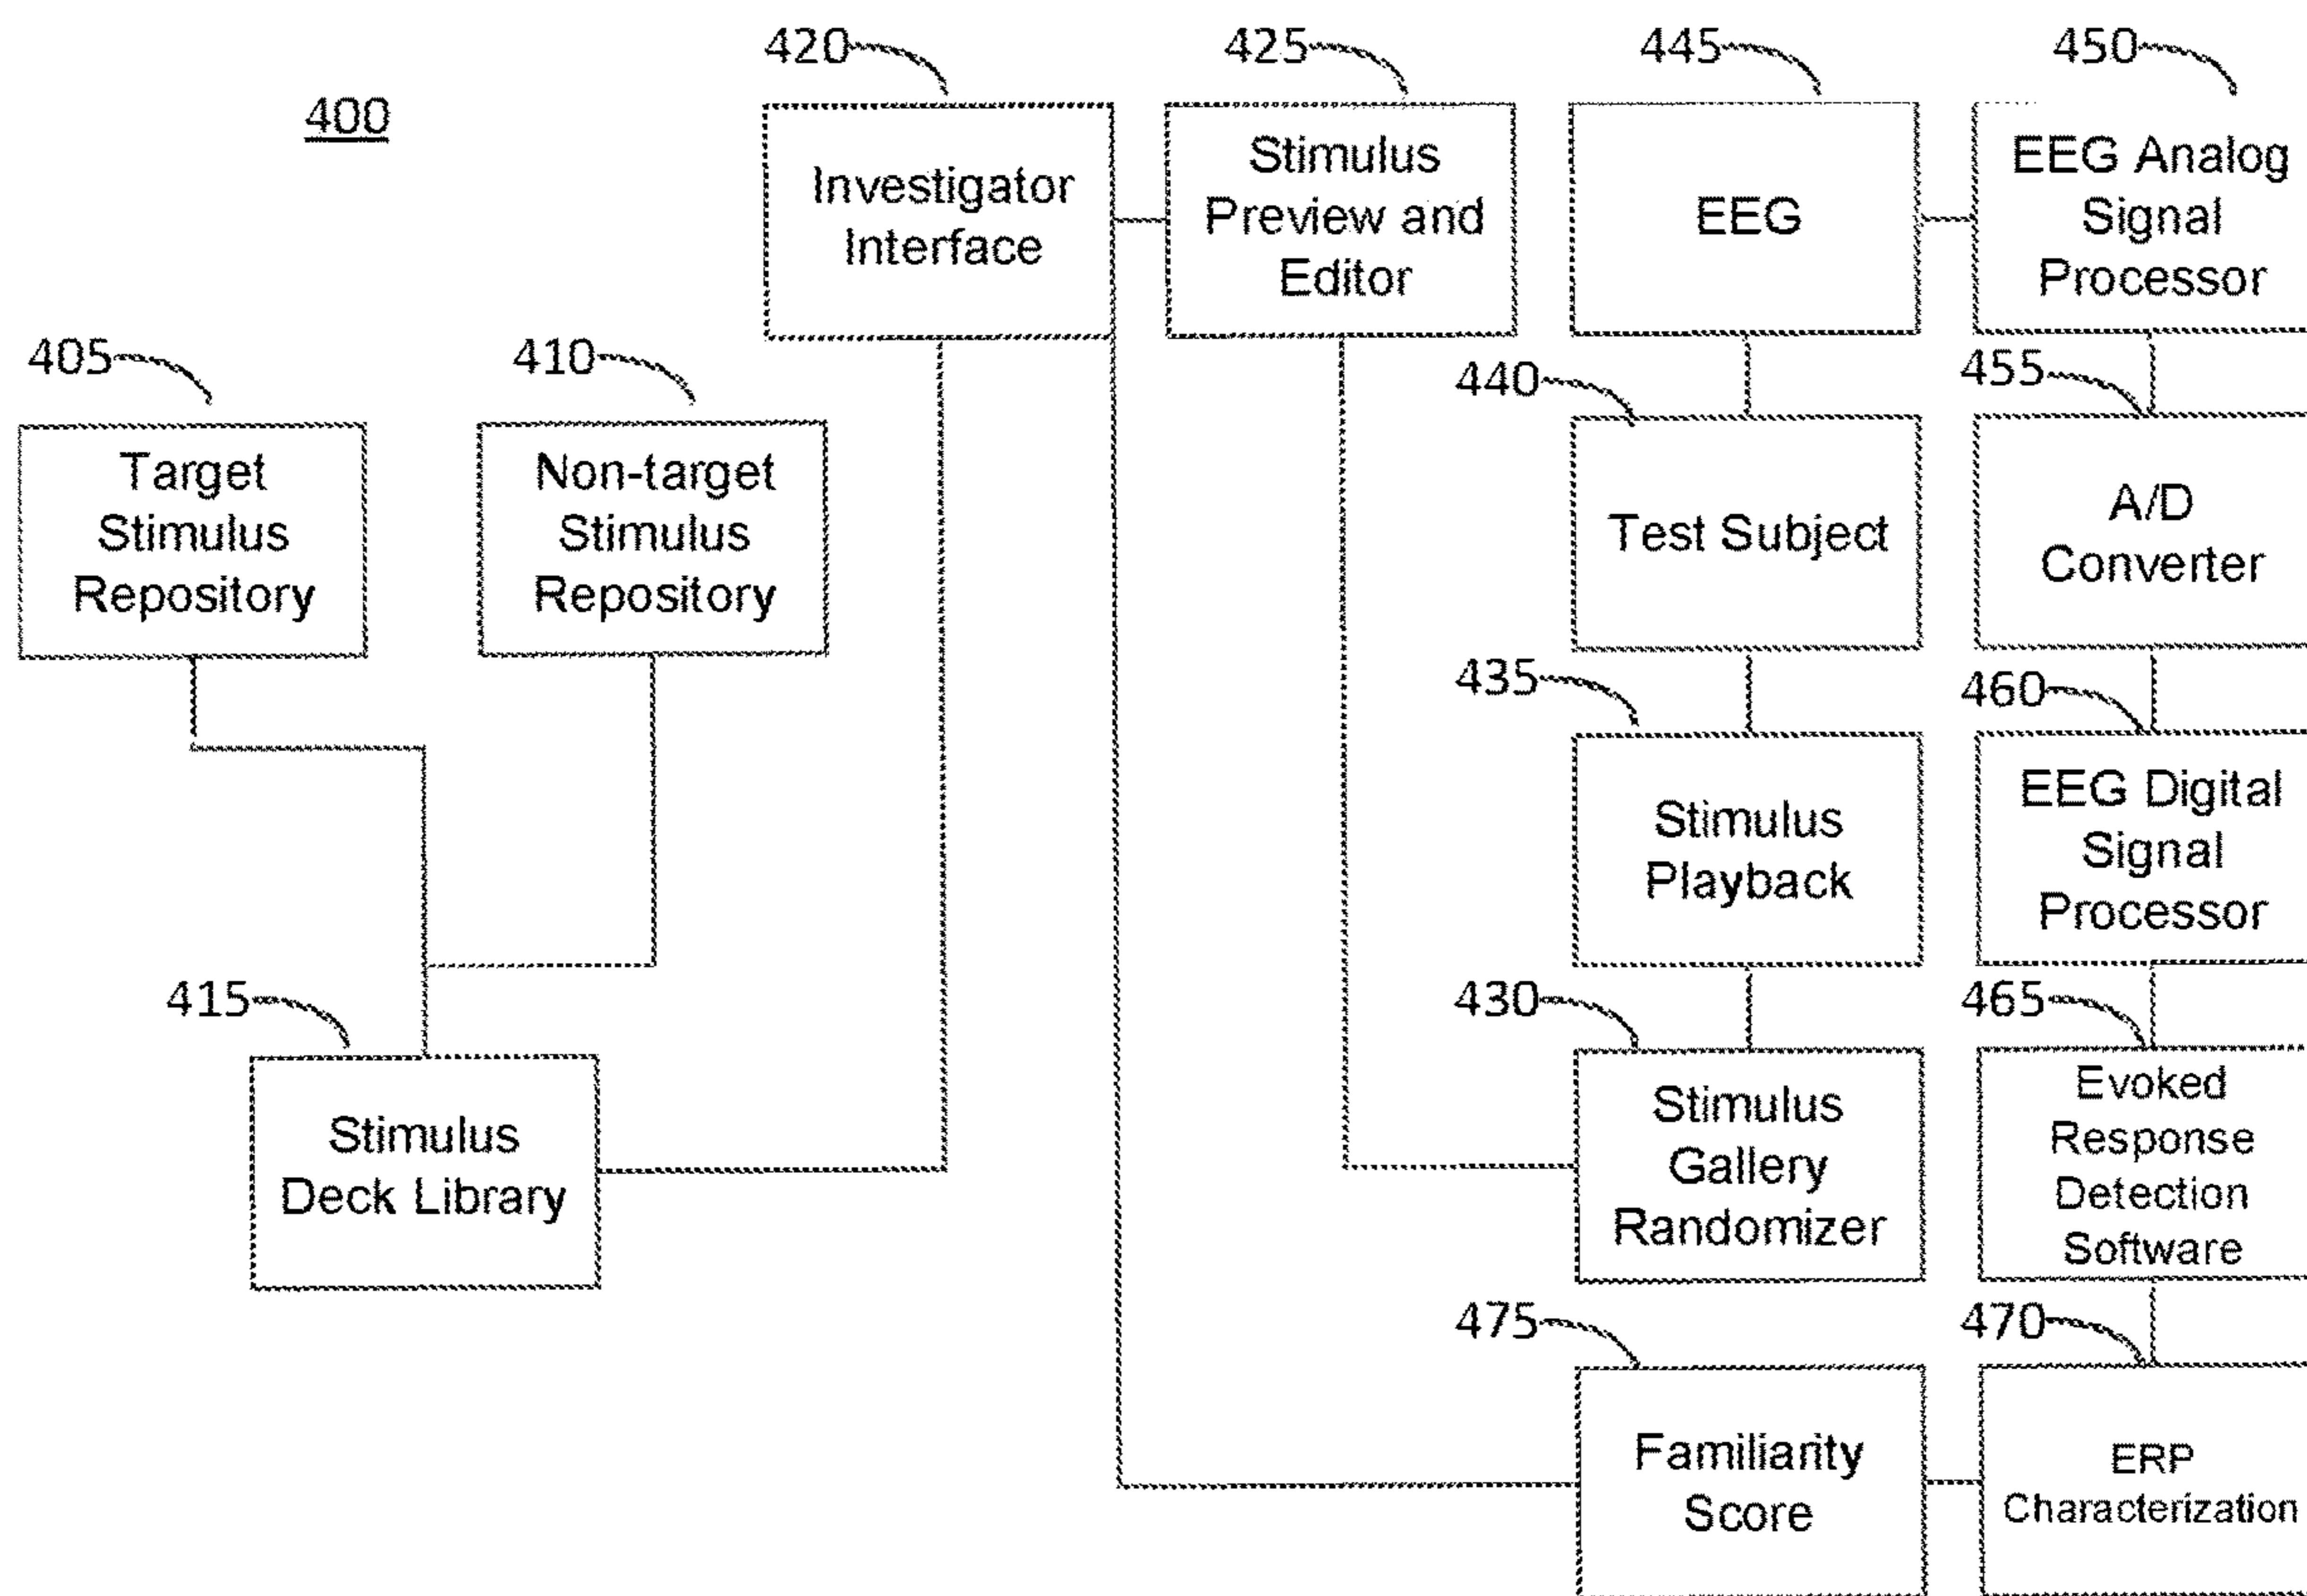 400
420
425
445
450
Investigator
Interface
Stimulus
Preview and
Editor
EEG
EEG Analog
Signal
Processor
405
410
440
455
Target
Stimulus
Repository
Non-target
Stimulus
Repository
Test Subject
A/D
Converter
435
460
Stimulus
Playback
EEG Digital
Signal
Processor
415
430
465
Stimulus
Deck Library
Stimulus
Gallery
Randomizer
Evoked
Response
Detection
Software
475
470
Familiarity
Score
ERP
Characterization